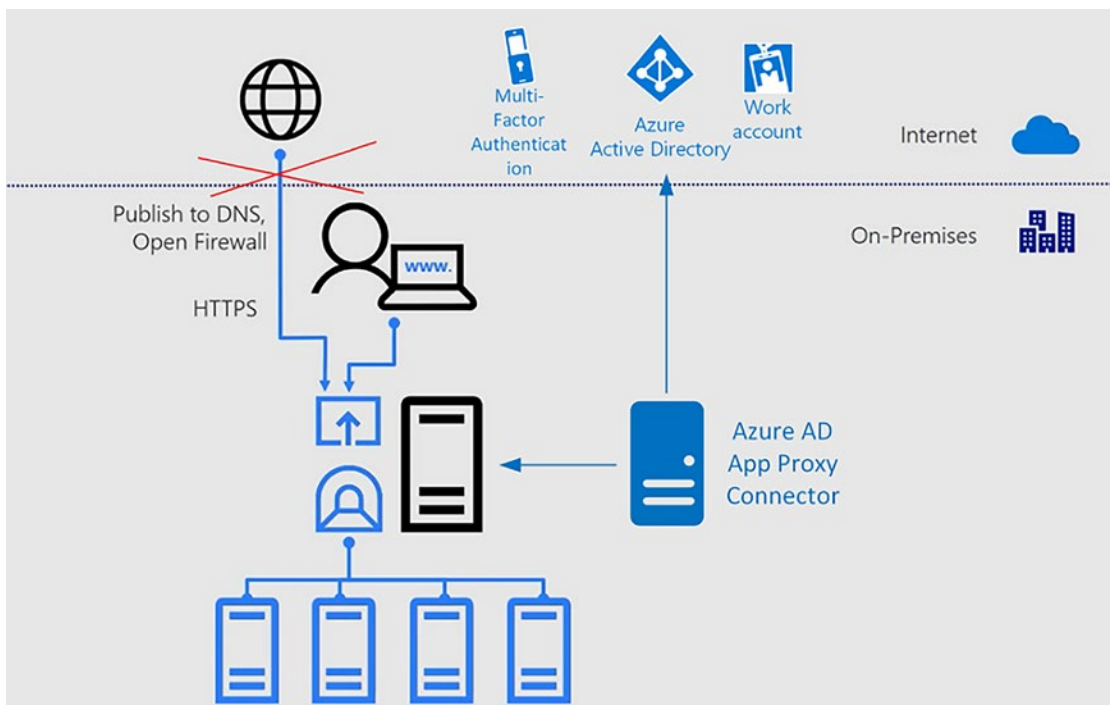 Multi-
Factor
Authenticat
ion
Azure
Active Directory
Work
account
Internet
Publish to DNS,
Open Firewall
On-Premises
www.
HTTPS
Azure AD
App Proxy
Connector